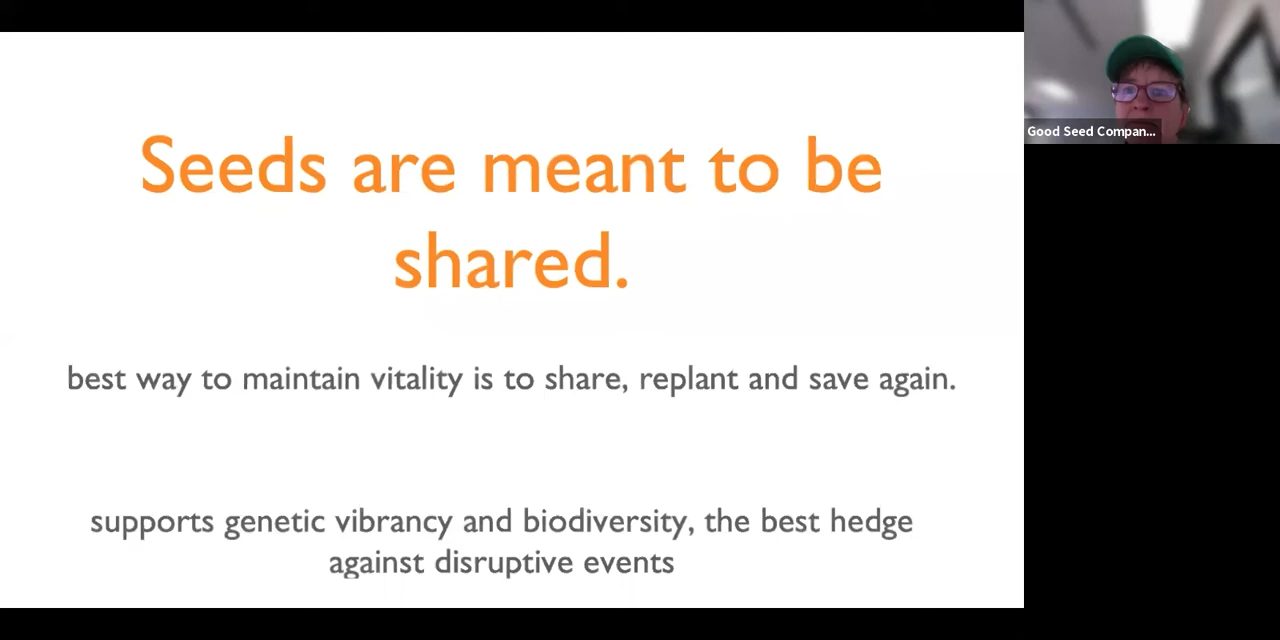 Seeds are meant to be
shared.
best way to maintain vitality is to share, replant and save again.
supports genetic vibrancy and biodiversity, the best hedge
against disruptive events
Good Seed Compan...